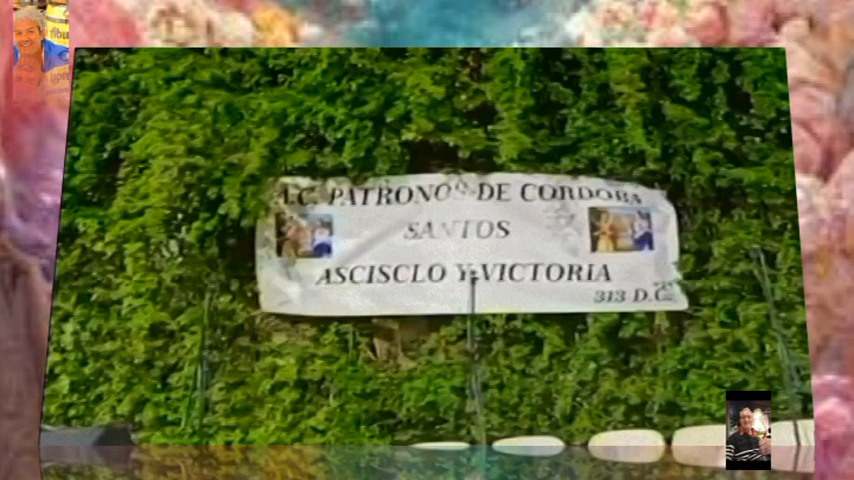 A.C. PATRONOS DE CORDOBA
SANTOS
ASCISCLO Y VICTORIA
313 D.C.